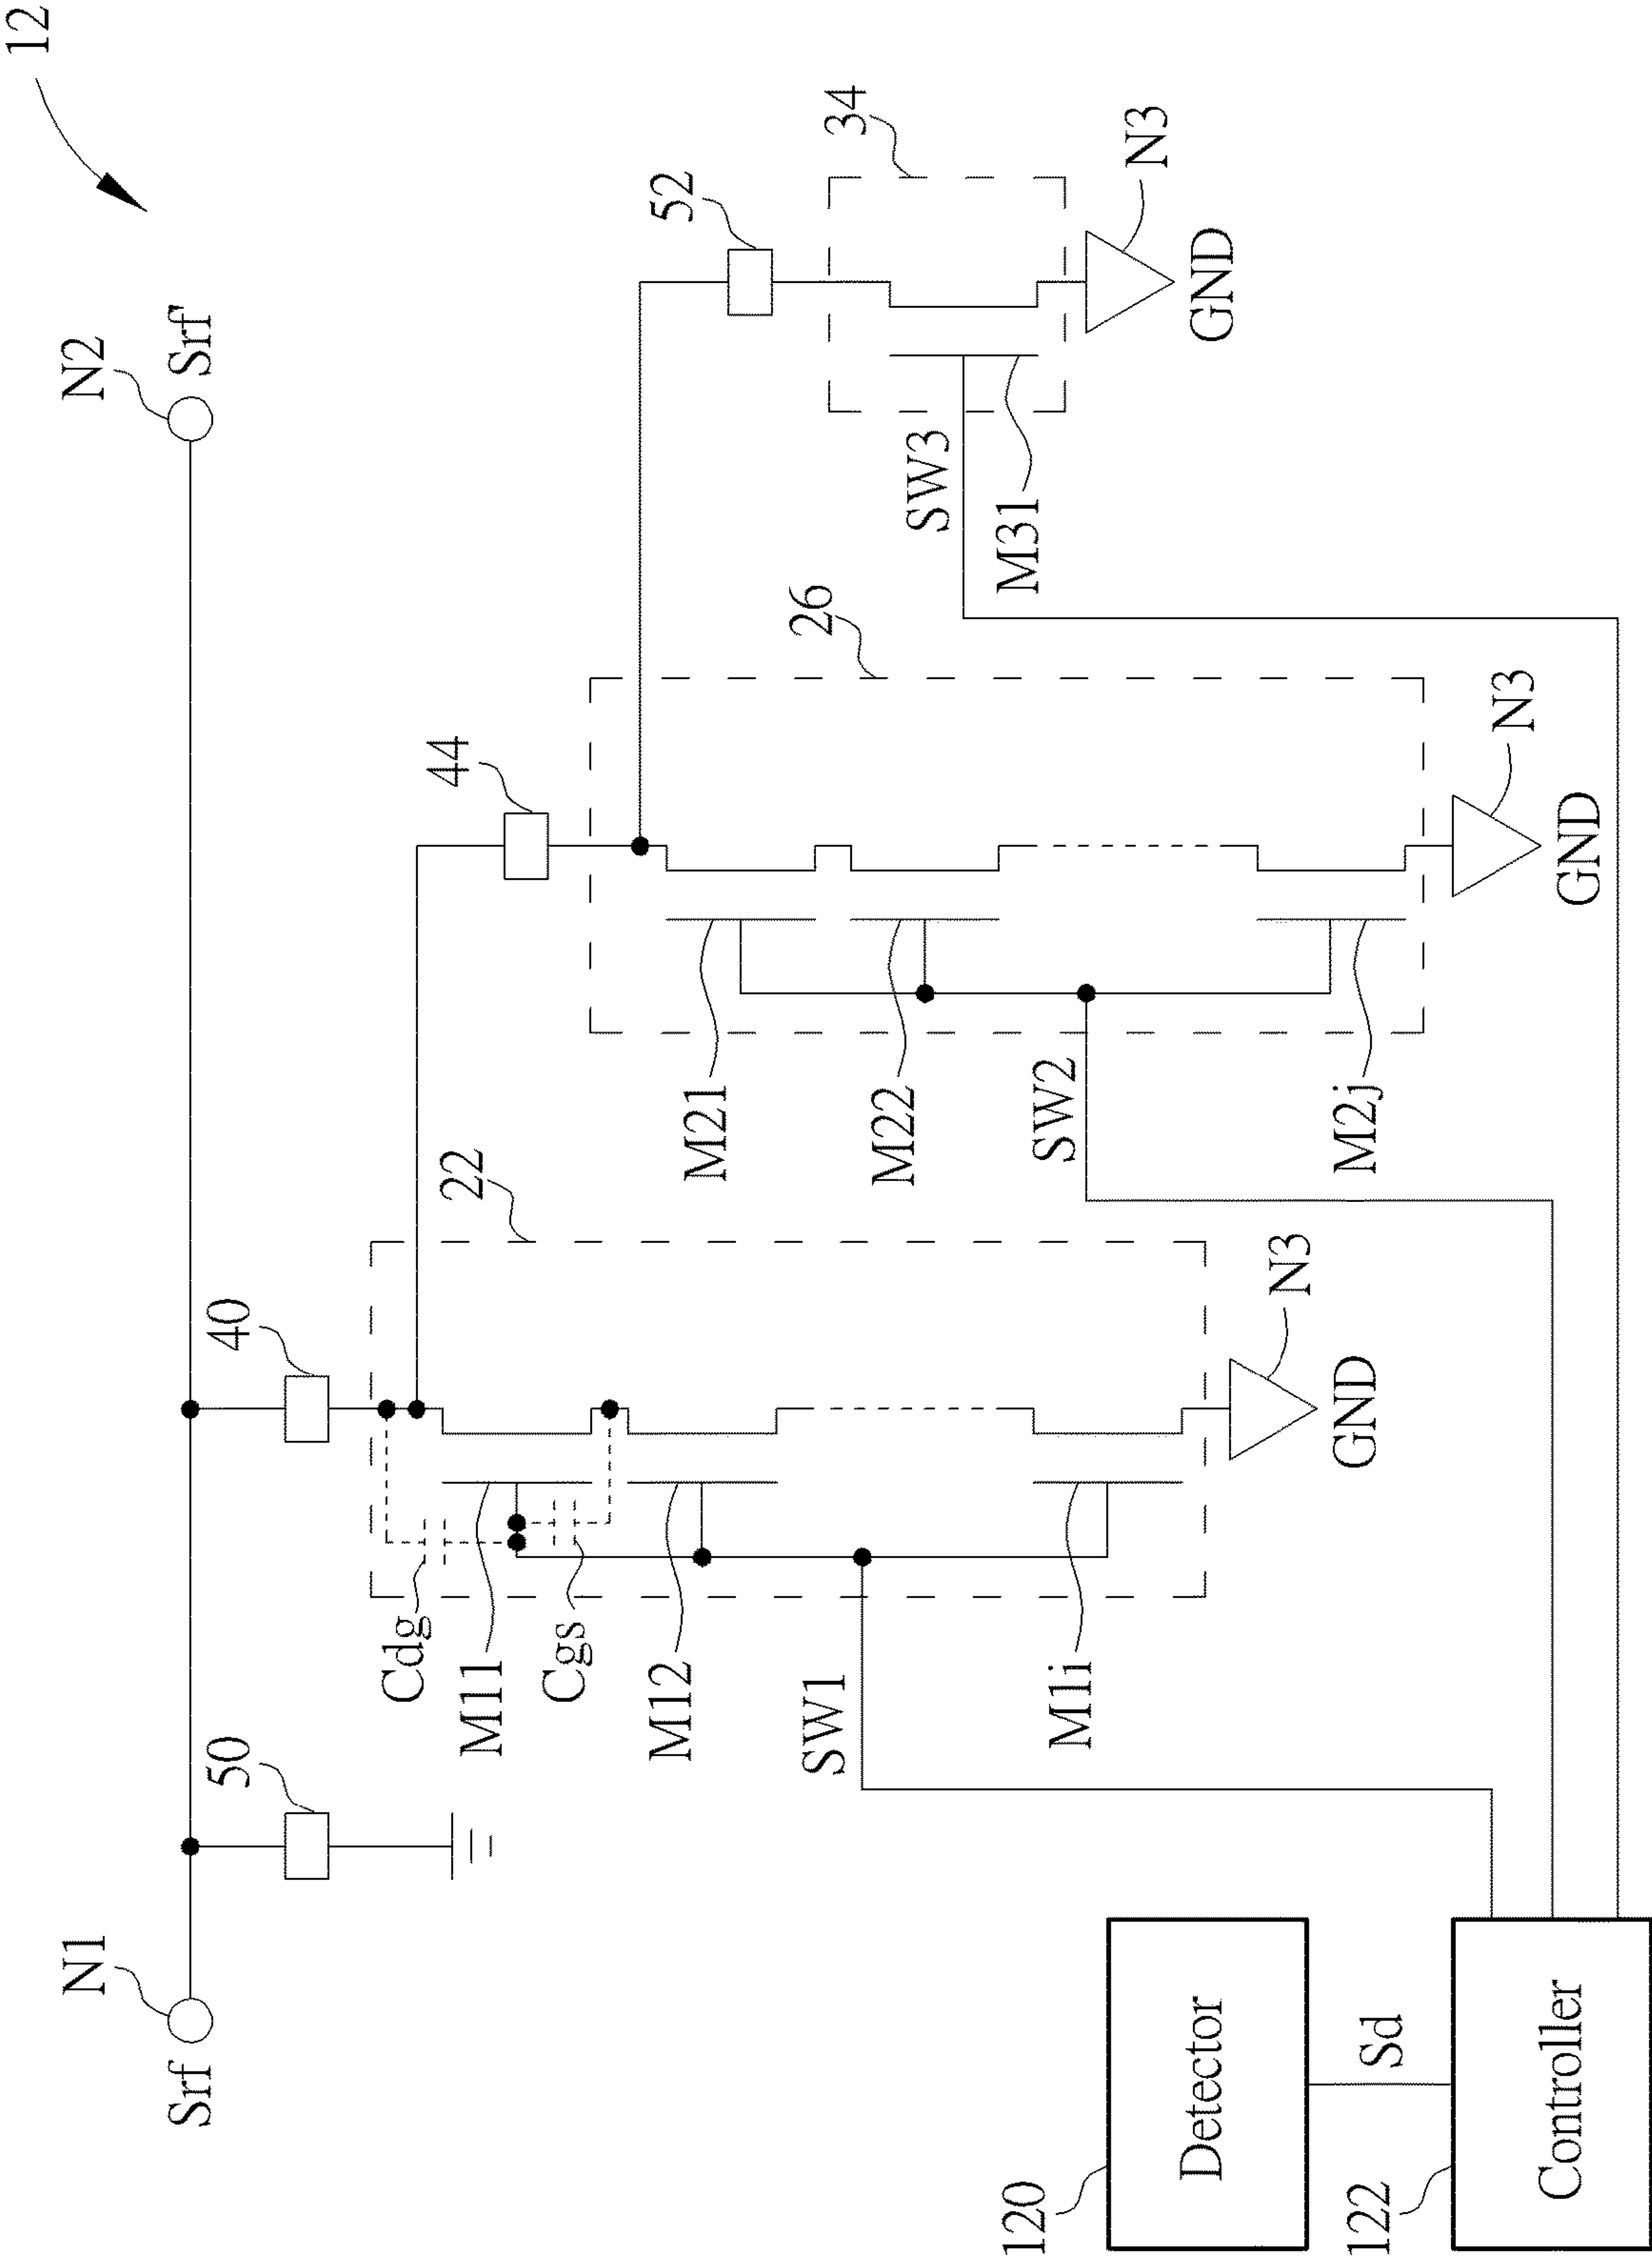 12
N1
Srf
N2
Srf'
50
40
44
52
22
26
34
Cdg
M11
Cgs
M12
SW1
M1i
N3
GND
M21
M22
SW2
M2j
N3
GND
SW3
M31
N3
GND
120
Detector
Sd
122
Controller